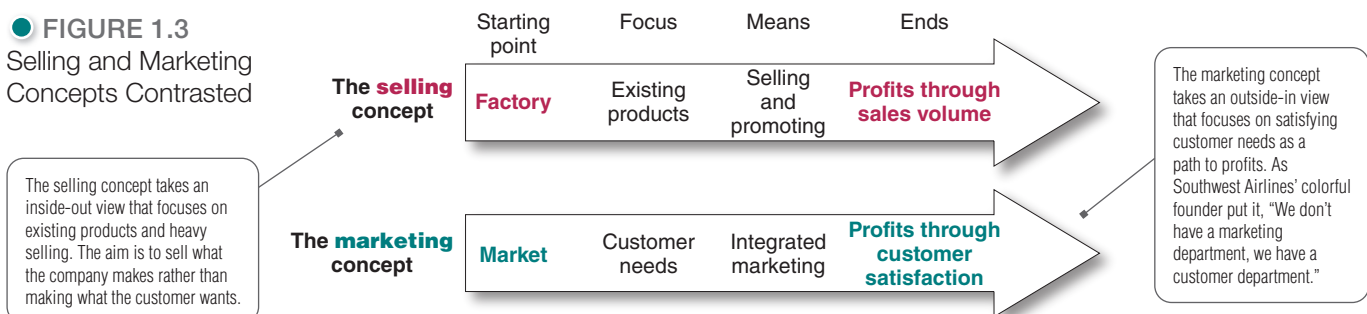 FIGURE 1.3
Selling and Marketing
Concepts Contrasted
Starting
point
Focus
Means
Ends
The selling
concept
Factory
Existing
products
Selling
and
promoting
Profits through
sales volume
The selling concept takes an
inside-out view that focuses on
existing products and heavy
selling. The aim is to sell what
the company makes rather than
making what the customer wants.
The marketing
concept
Market
Customer
needs
Integrated
marketing
Profits through
customer
satisfaction
The marketing concept
takes an outside-in view
that focuses on satisfying
customer needs as a
path to profits. As
Southwest Airlines’ colorful
founder put it, “We don’t
have a marketing
department, we have a
customer department.”